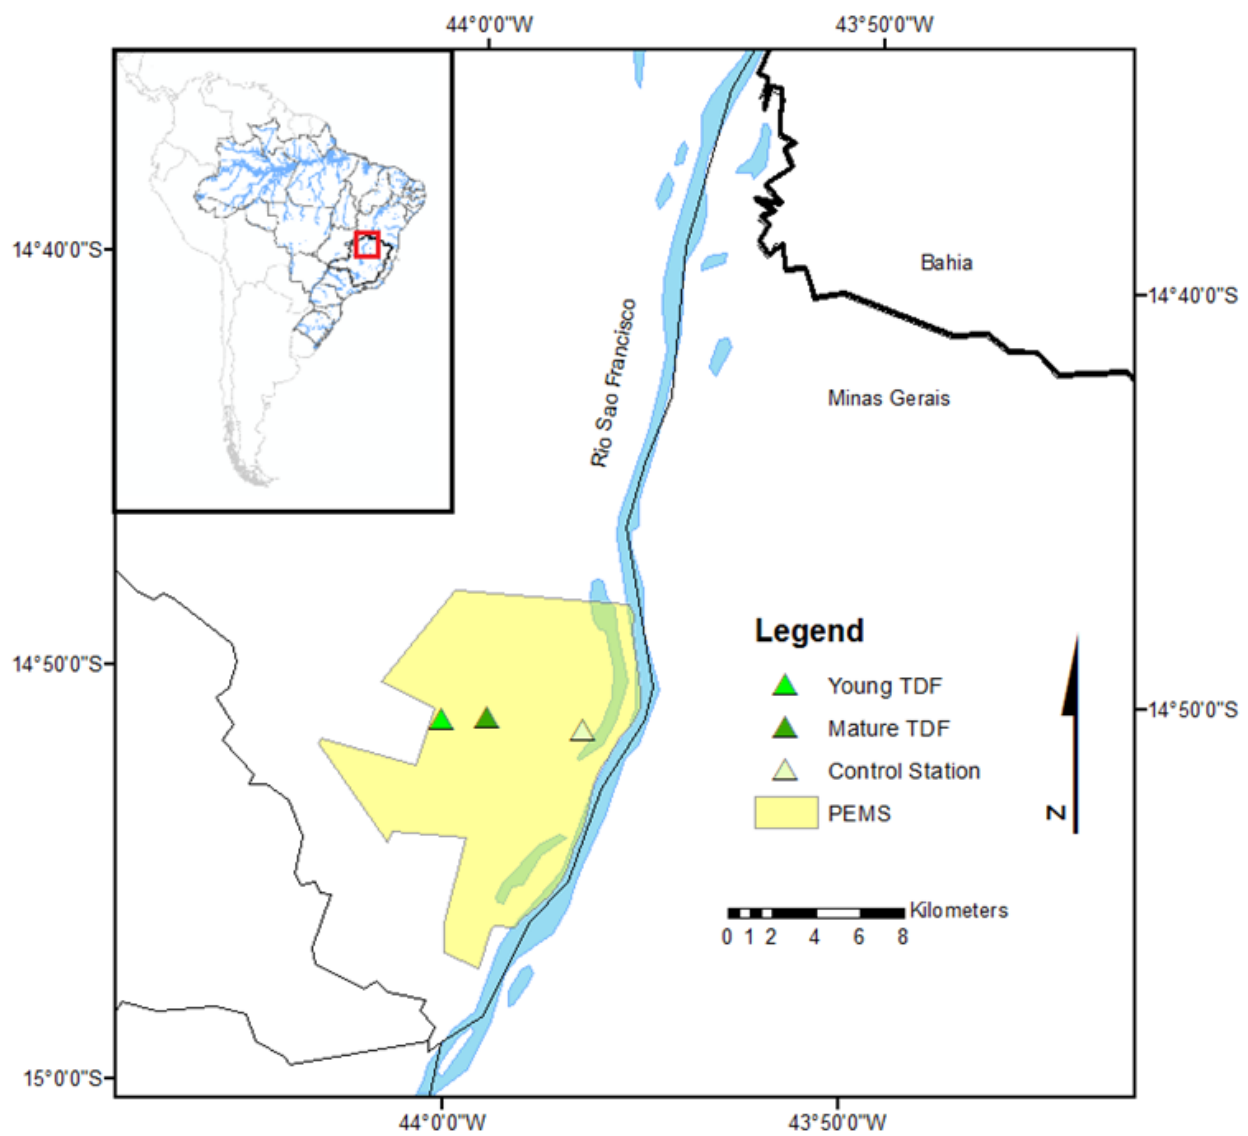 44°0'0"W
43°50'0"W
14°40'0"S
Bahia
14°40'0"S
Rio Sao Francisco
Minas Gerais
Legend
14°50'0"S
Young TDF
14°50'0"S
Mature TDF
Control Station
PEMS
N
Kilometers
0 1 2 4 6 8
15°0'0"S
44°0'0"W
43°50'0"W